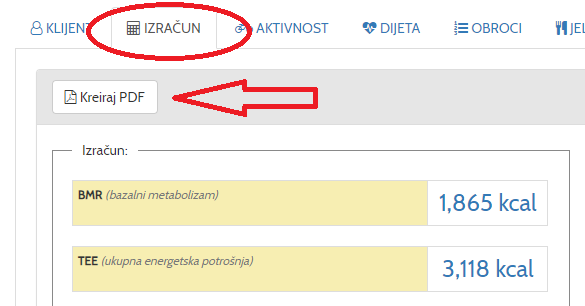 KLIJENT IZRAČUN AKTIVNOST DIJETA OBROCI
Kreiraj PDF
Izračun:
BMR (bazalni metabolizam) 1,865 kcal
TEE (ukupna energetska potrošnja) 3,118 kcal